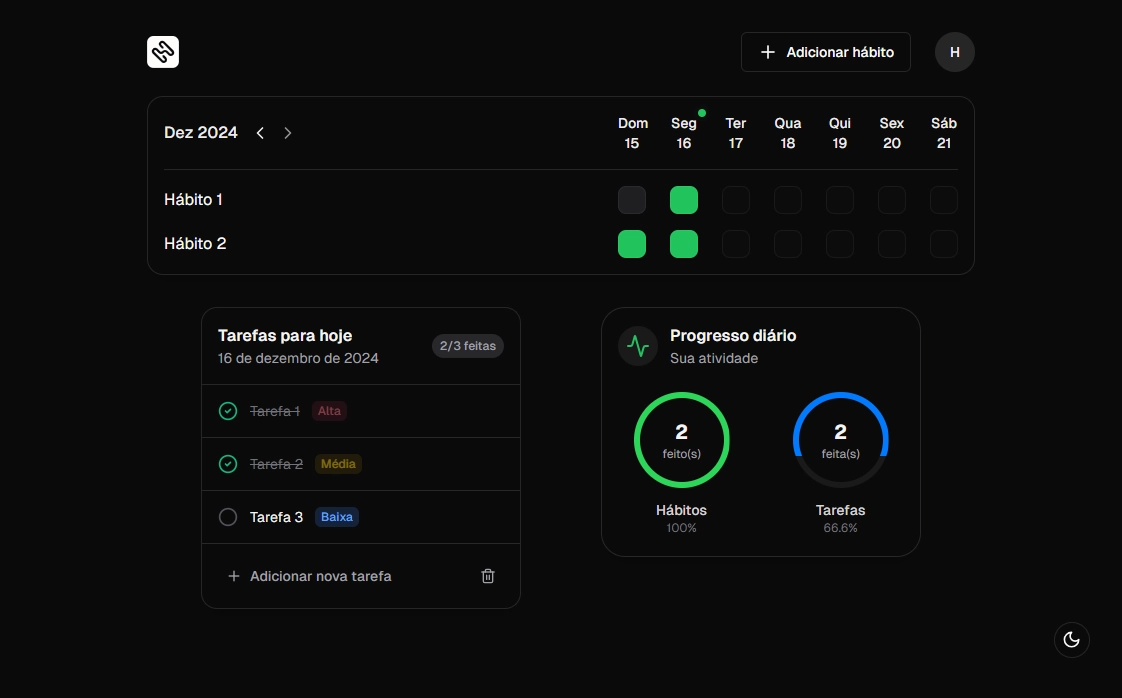 Adicionar hábito
H
Dez 2024
Dom Seg Ter Qua Qui Sex Sáb
15 16 17 18 19 20 21
Hábito 1
Hábito 2
Tarefas para hoje
16 de dezembro de 2024
2/3 feitas
Tarefa 1 Alta
Tarefa 2 Média
Tarefa 3 Baixa
Adicionar nova tarefa
Progresso diário
Sua atividade
2
feito(s)
Hábitos
100%
2
feita(s)
Tarefas
66.6%